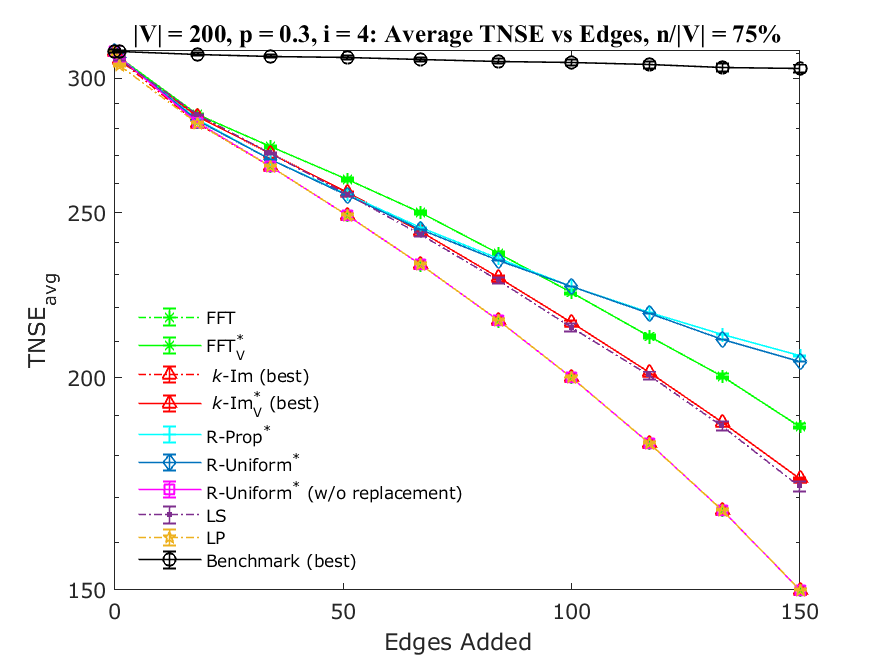 |V| = 200, p = 0.3, i = 4: Average TNSE vs Edges, n/|V| = 75%
300
250
200
150
TNSE_avg
FFT
FFT*_V
k-Im (best)
k-Im*_V (best)
R-Prop*
R-Uniform*
R-Uniform* (w/o replacement)
LS
LP
Benchmark (best)
0 50 100 150
Edges Added